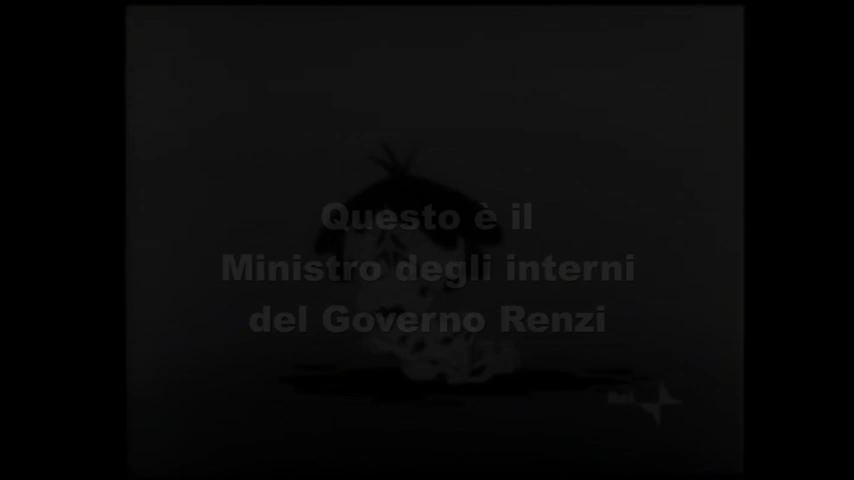 Questo è il
Ministro degli interni
del Governo Renzi